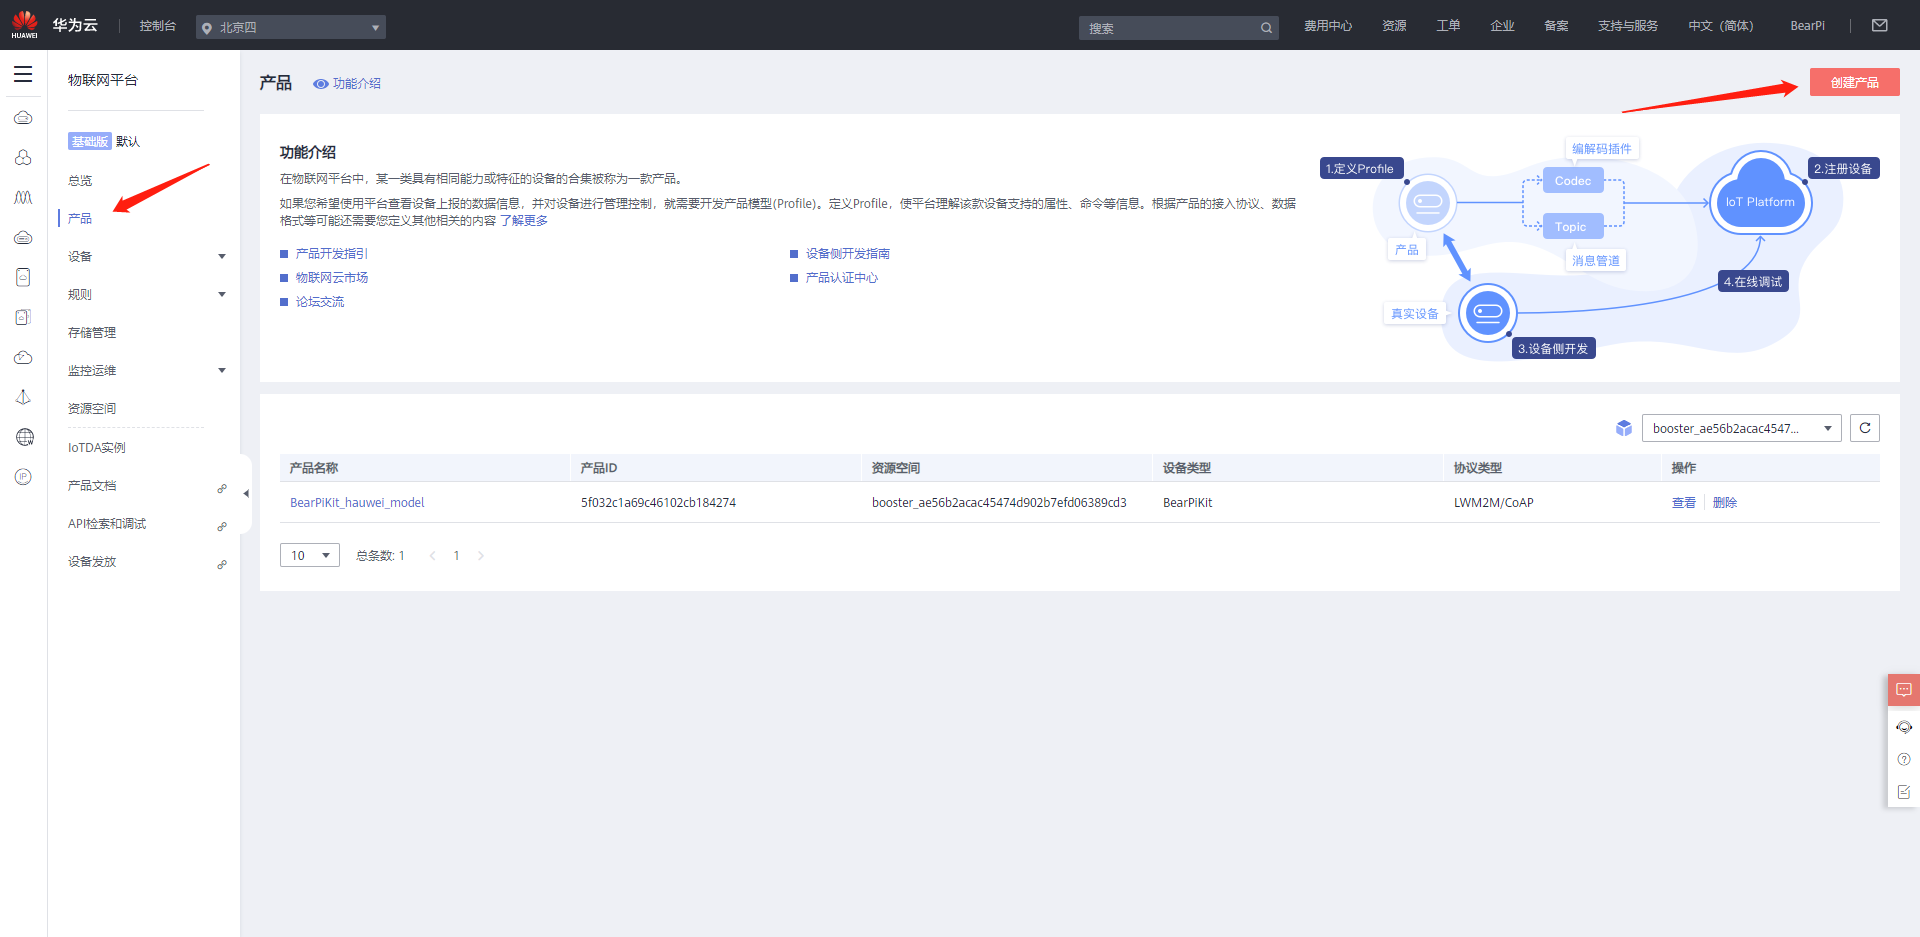 HUAWEI
华为云
控制台
北京四
搜索
费用中心
资源
工单
企业
备案
支持与服务
中文（简体）
BearPi
物联网平台
基础版 默认
总览
产品
设备
规则
存储管理
监控运维
资源空间
IoTDA实例
产品文档
API检索和调试
设备发放
产品
功能介绍
创建产品
功能介绍
在物联网平台中，某一类具有相同能力或特征的设备的合集被称为一款产品。
如果您希望使用平台查看设备上报的数据信息，并对设备进行管理控制，就需要开发产品模型(Profile)。定义Profile，使平台理解该款设备支持的属性、命令等信息。根据产品的接入协议、数据
格式等可能还需要您定义其他相关的内容 了解更多
产品开发指引
设备侧开发指南
物联网云市场
产品认证中心
论坛交流
1.定义Profile
编解码插件
Codec
2.注册设备
IoT Platform
Topic
产品
消息管道
4.在线调试
真实设备
3.设备侧开发
booster_ae56b2acac4547...
产品名称 产品ID 资源空间 设备类型 协议类型 操作
BearPiKit_hauwei_model 5f032c1a69c46102cb184274 booster_ae56b2acac45474d902b7efd06389cd3 BearPiKit LWM2M/CoAP 查看 删除
10 总条数: 1 < 1 >
IP